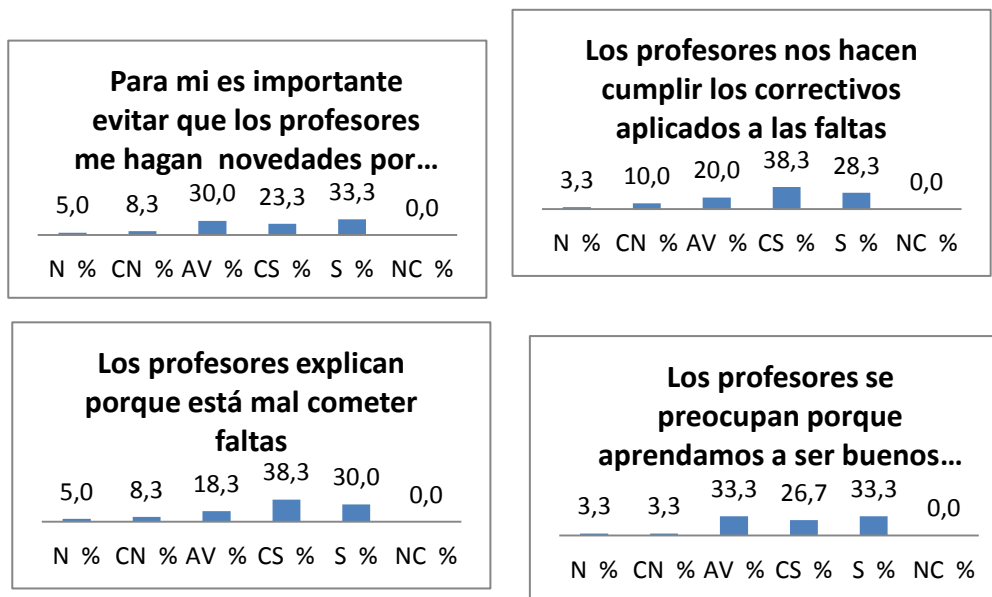 Para mi es importante
evitar que los profesores
me hagan novedades por…
5,0 8,3 30,0 23,3 33,3 0,0
N % CN % AV % CS % S % NC %
Los profesores nos hacen
cumplir los correctivos
aplicados a las faltas
3,3 10,0 20,0 38,3 28,3 0,0
N % CN % AV % CS % S % NC %
Los profesores explican
porque está mal cometer
faltas
5,0 8,3 18,3 38,3 30,0 0,0
N % CN % AV % CS % S % NC %
Los profesores se
preocupan porque
aprendamos a ser buenos…
3,3 3,3 33,3 26,7 33,3 0,0
N % CN % AV % CS % S % NC %